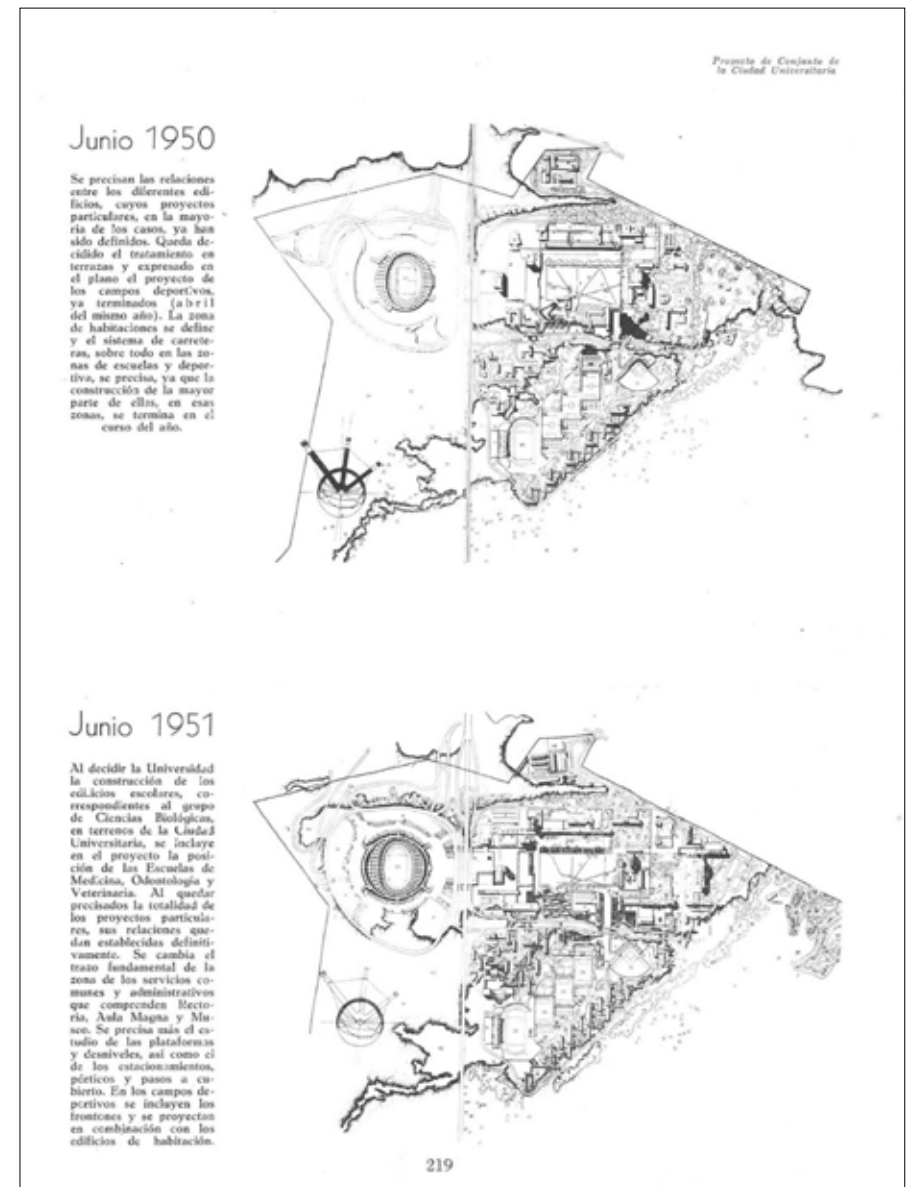 Proyecto de Conjunto de
la Ciudad Universitaria
Junio 1950
Se precisan las relaciones
entre los diferentes edi-
ficios, cuyos proyectos
particulares, en la mayo-
ria de los casos, ya han
sido definidos. Queda de-
cidido el tratamiento en
terrazas y expresado en
el plano el proyecto de
los campos deportivos,
ya terminados (abril
del mismo año). La zona
de habitaciones se define
y el sistema de carrete-
ras, sobre todo en las zo-
nas de escuelas y depor-
tiva, se precisa, ya que la
construcción de la mayor
parte de ellas, en esas
zonas, se termina en el
curso del año.
Junio 1951
Al decidir la Universidad
la construcción de los
edificios escolares, co-
rrespondientes al grupo
de Ciencias Biológicas,
en terrenos de la Ciudad
Universitaria, se incluye
en el proyecto la posi-
ción de las Escuelas de
Medicina, Odontología y
Veterinaria. Al quedar
precisados la totalidad de
los proyectos particula-
res, sus relaciones que-
dan establecidas definiti-
vamente. Se cambia el
trazo fundamental de la
zona de los servicios co-
munes y administrativos
que comprenden Recto-
ría, Aula Magna y Mu-
seo. Se precisa más el es-
tudio de las plataformas
y desniveles, así como el
de los estacionamientos,
pórticos y pasos a cu-
bierto. En los campos de-
portivos se incluyen los
frontones y se proyectan
en combinación con los
edificios de habitación.
219